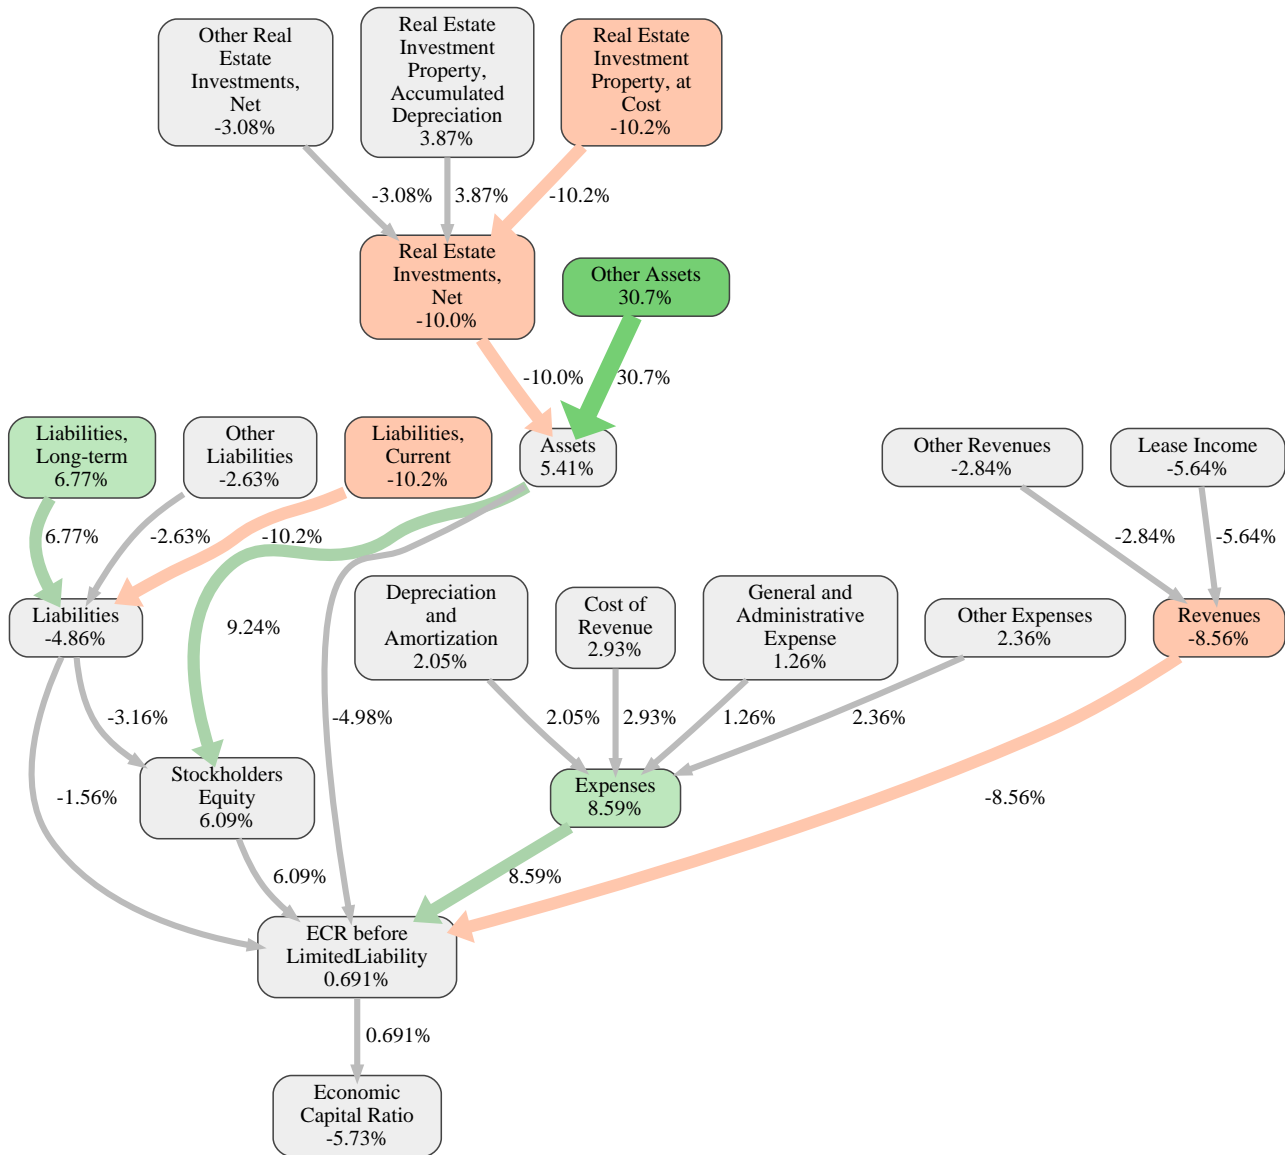 Other Real
Estate
Investments,
Net
-3.08%
Real Estate
Investment
Property,
Accumulated
Depreciation
3.87%
Real Estate
Investment
Property, at
Cost
-10.2%
-3.08%
3.87%
-10.2%
Real Estate
Investments,
Net
-10.0%
Other Assets
30.7%
-10.0%
30.7%
Liabilities,
Long-term
6.77%
Other
Liabilities
-2.63%
Liabilities,
Current
-10.2%
Assets
5.41%
Other Revenues
-2.84%
Lease Income
-5.64%
6.77%
-2.63%
-10.2%
-2.84%
-5.64%
Liabilities
-4.86%
9.24%
Depreciation
and
Amortization
2.05%
Cost of
Revenue
2.93%
General and
Administrative
Expense
1.26%
Other Expenses
2.36%
Revenues
-8.56%
-3.16%
-4.98%
2.05%
2.93%
1.26%
2.36%
-1.56%
Stockholders
Equity
6.09%
Expenses
8.59%
-8.56%
6.09%
8.59%
ECR before
LimitedLiability
0.691%
0.691%
Economic
Capital Ratio
-5.73%